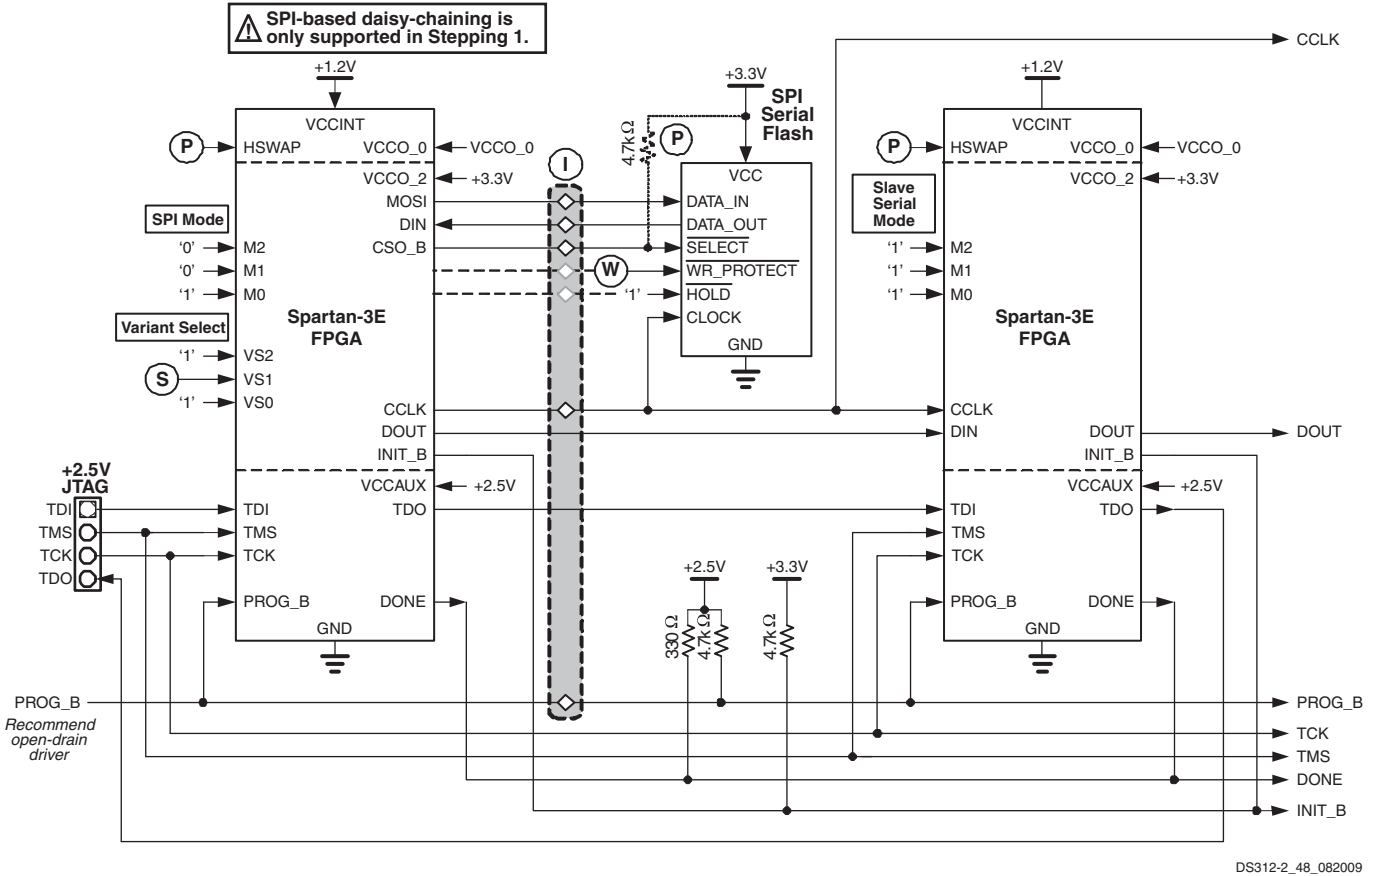 SPI-based daisy-chaining is
only supported in Stepping 1.
CCLK
+1.2V
+3.3V
+1.2V
SPI
Serial
Flash
VCCINT
P
HSWAP
VCCO_0
VCCO_0
I
4.7kΩ
P
VCC
VCCINT
P
HSWAP
VCCO_0
VCCO_0
VCCO_2
+3.3V
VCCO_2
+3.3V
SPI Mode
MOSI
DATA_IN
Slave
Serial
Mode
DIN
DATA_OUT
'0'
M2
CSO_B
SELECT
'1'
M2
'0'
M1
W
WR_PROTECT
'1'
M1
'1'
M0
'1'
HOLD
'1'
M0
Spartan-3E
FPGA
CLOCK
Spartan-3E
FPGA
Variant Select
GND
'1'
VS2
S
VS1
'1'
VS0
CCLK
CCLK
DOUT
DIN
DOUT
DOUT
INIT_B
INIT_B
+2.5V
JTAG
VCCAUX
+2.5V
VCCAUX
+2.5V
TDI
TDI
TDO
TDI
TDO
TMS
TMS
TMS
TCK
TCK
TCK
TDO
+2.5V
+3.3V
PROG_B
DONE
PROG_B
DONE
GND
330 Ω
4.7k Ω
4.7k Ω
GND
PROG_B
PROG_B
Recommend
open-drain
driver
TCK
TMS
DONE
INIT_B
DS312-2_48_082009